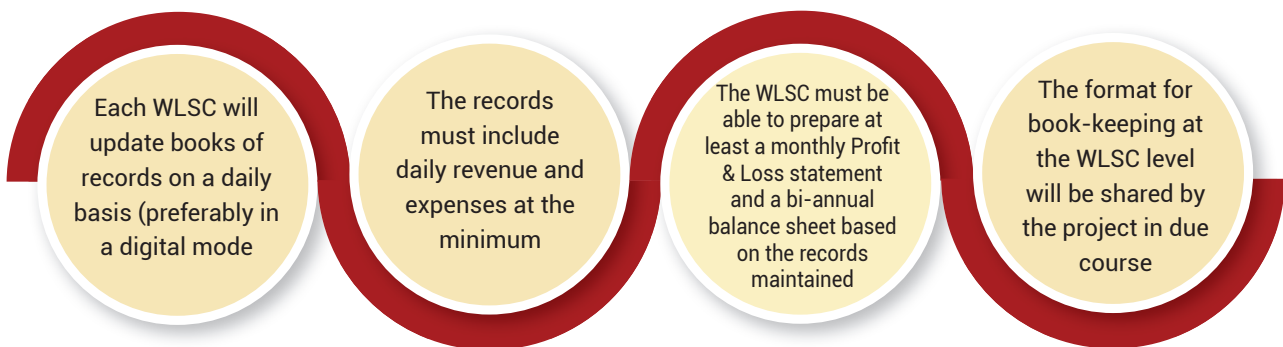 Each WLSC will
update books of
records on a daily
basis (preferably in
a digital mode
The records
must include
daily revenue and
expenses at the
minimum
The WLSC must be
able to prepare at
least a monthly Profit
& Loss statement
and a bi-annual
balance sheet based
on the records
maintained
The format for
book-keeping at
the WLSC level
will be shared by
the project in due
course